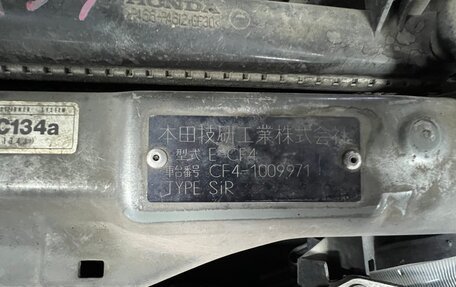 HONDA
C134a
本田技研工業株式会社
型式 E-CF4
車台番号 CF4-1009971
TYPE SiR